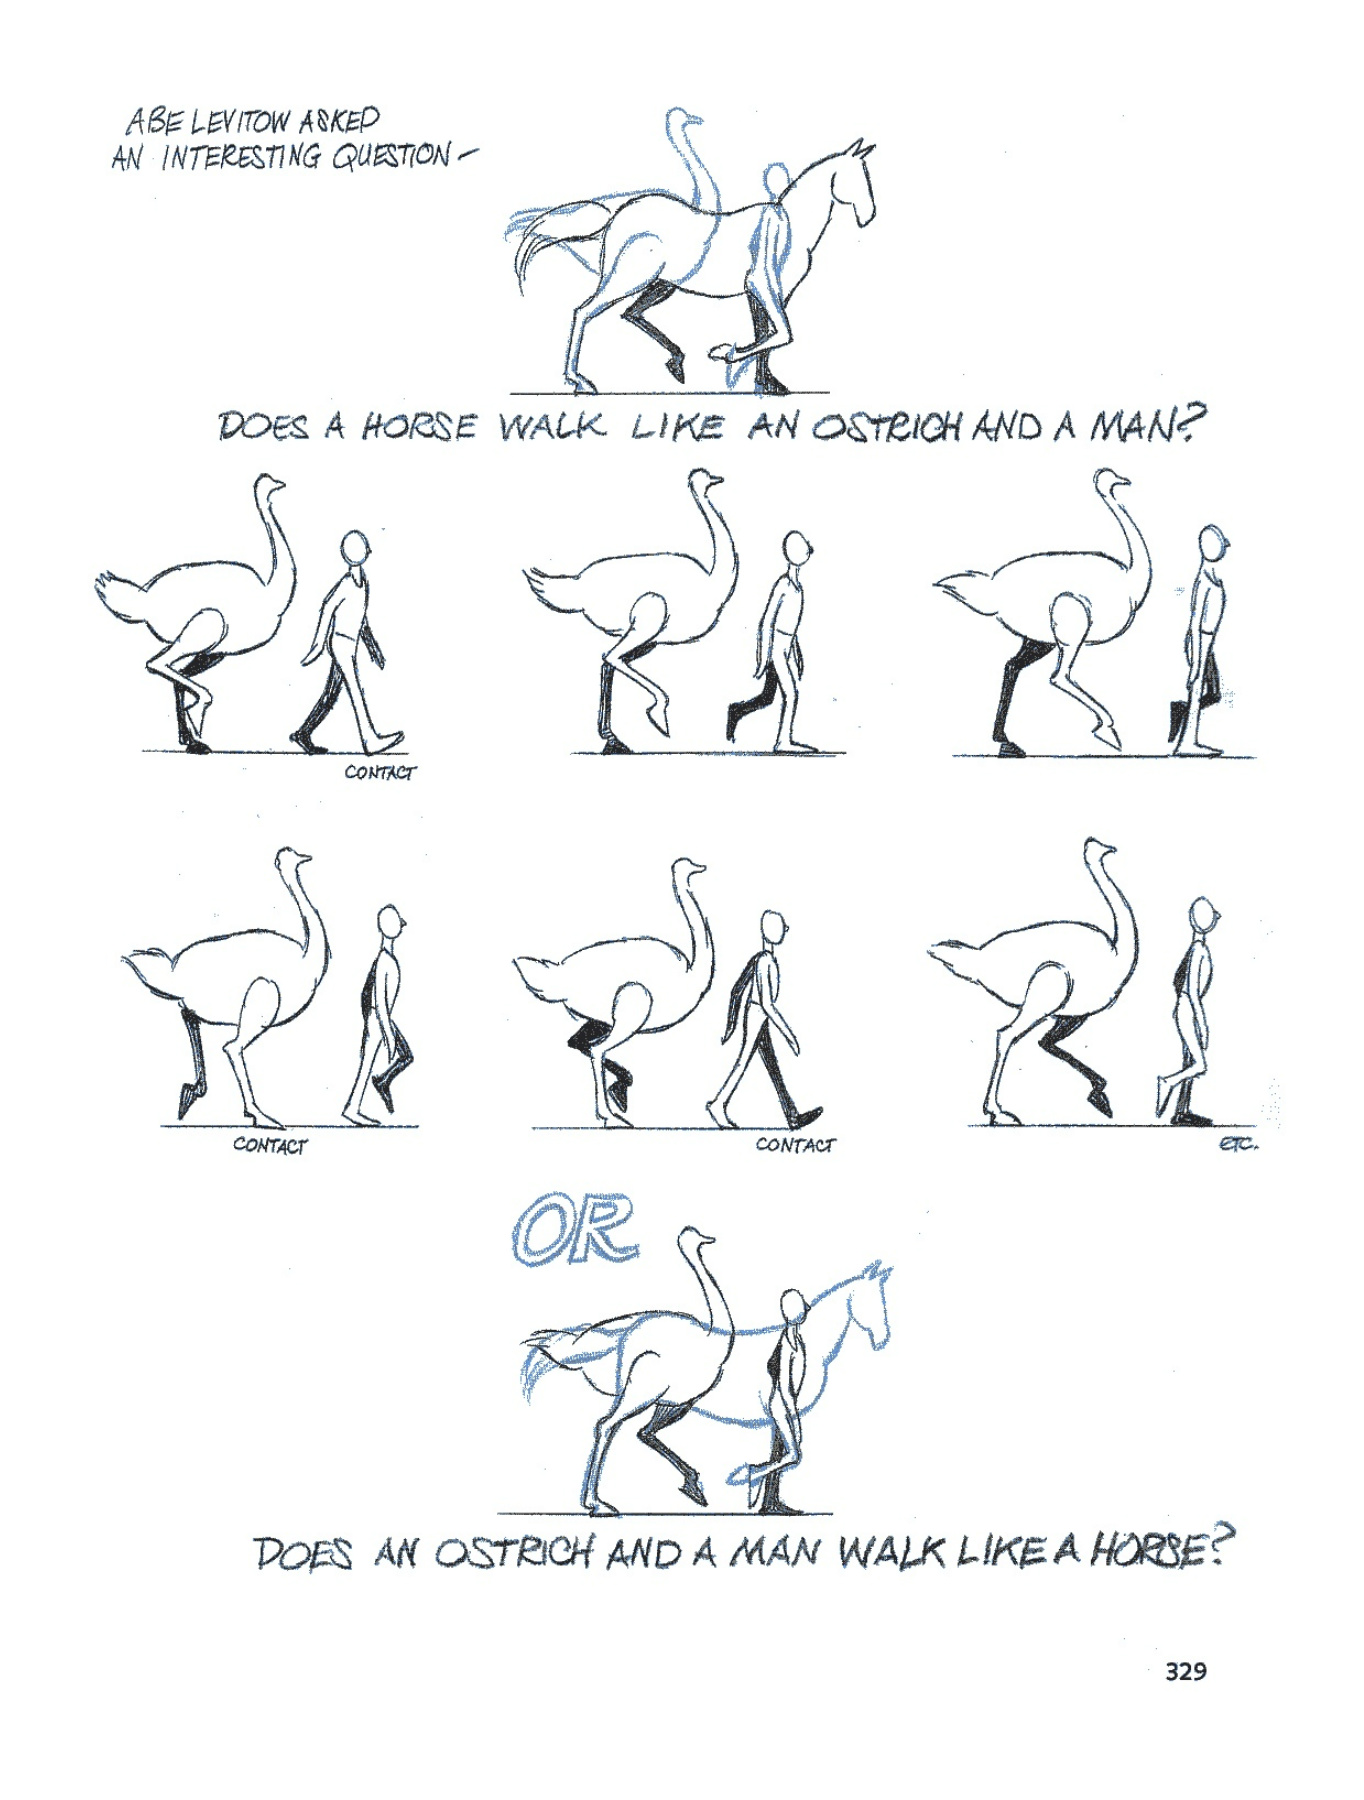 ABE LEVITOW ASKED
AN INTERESTING QUESTION –
DOES A HORSE WALK LIKE AN OSTRICH AND A MAN?
CONTACT
CONTACT
CONTACT
ETC.
OR
DOES AN OSTRICH AND A MAN WALK LIKE A HORSE?
329